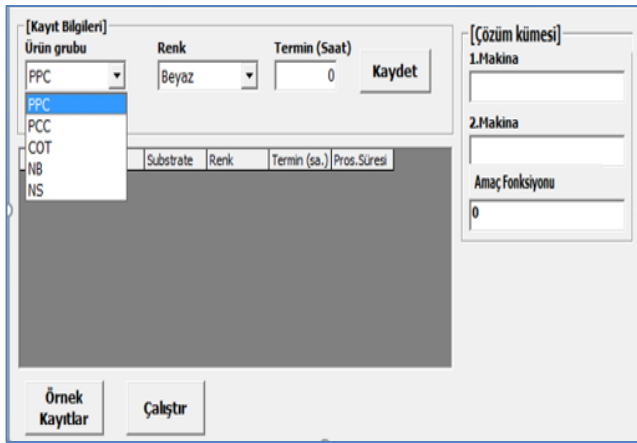 [Kayıt Bilgileri]
Ürün grubu Renk Termin (Saat)
PPC Beyaz 0 Kaydet
PPC
PCC
COT
NB
NS
Substrate Renk Termin (sa.) Pros.Süresi
[Çözüm kümesi]
1.Makina
2.Makina
Amaç Fonksiyonu
0
Örnek Kayıtlar
Çalıştır